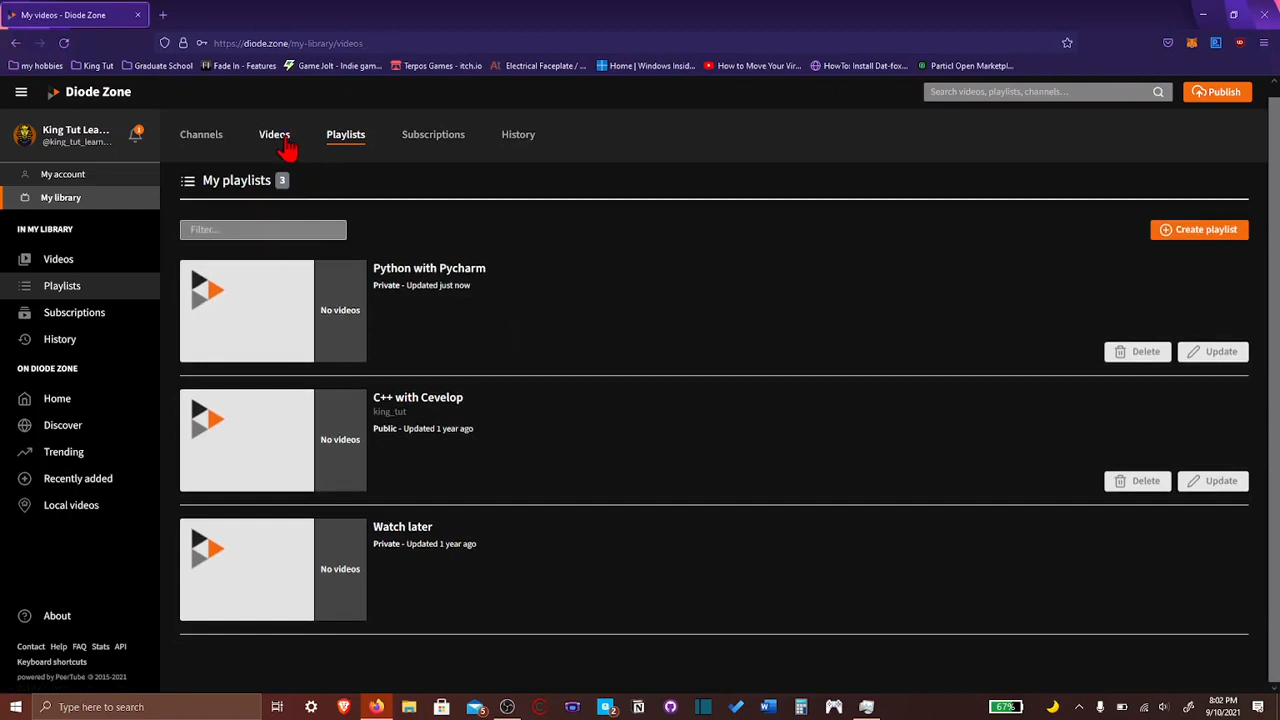 My videos - Diode Zone
https://diode.zone/my-library/videos
my hobbies
King Tut
Graduate School
Fade In - Features
Game Jolt - Indie gam...
Terpos Games - itch.io
Electrical Faceplate /...
Home | Windows Insid...
How to Move Your Vir...
HowTo: Install Dat-fox...
Particl Open Marketpl...
Diode Zone
Search videos, playlists, channels...
Publish
King Tut Lea...
@king_tut_learn...
1
Channels
Videos
Playlists
Subscriptions
History
My account
My library
IN MY LIBRARY
Videos
Playlists
Subscriptions
History
ON DIODE ZONE
Home
Discover
Trending
Recently added
Local videos
About
Contact Help FAQ Stats API
Keyboard shortcuts
powered by PeerTube © 2015-2021
My playlists 3
Filter...
Create playlist
No videos
Python with Pycharm
Private - Updated just now
Delete
Update
No videos
C++ with Cevelop
king_tut
Public - Updated 1 year ago
Delete
Update
No videos
Watch later
Private - Updated 1 year ago
Type here to search
5
2
67%
8:02 PM
9/10/2021